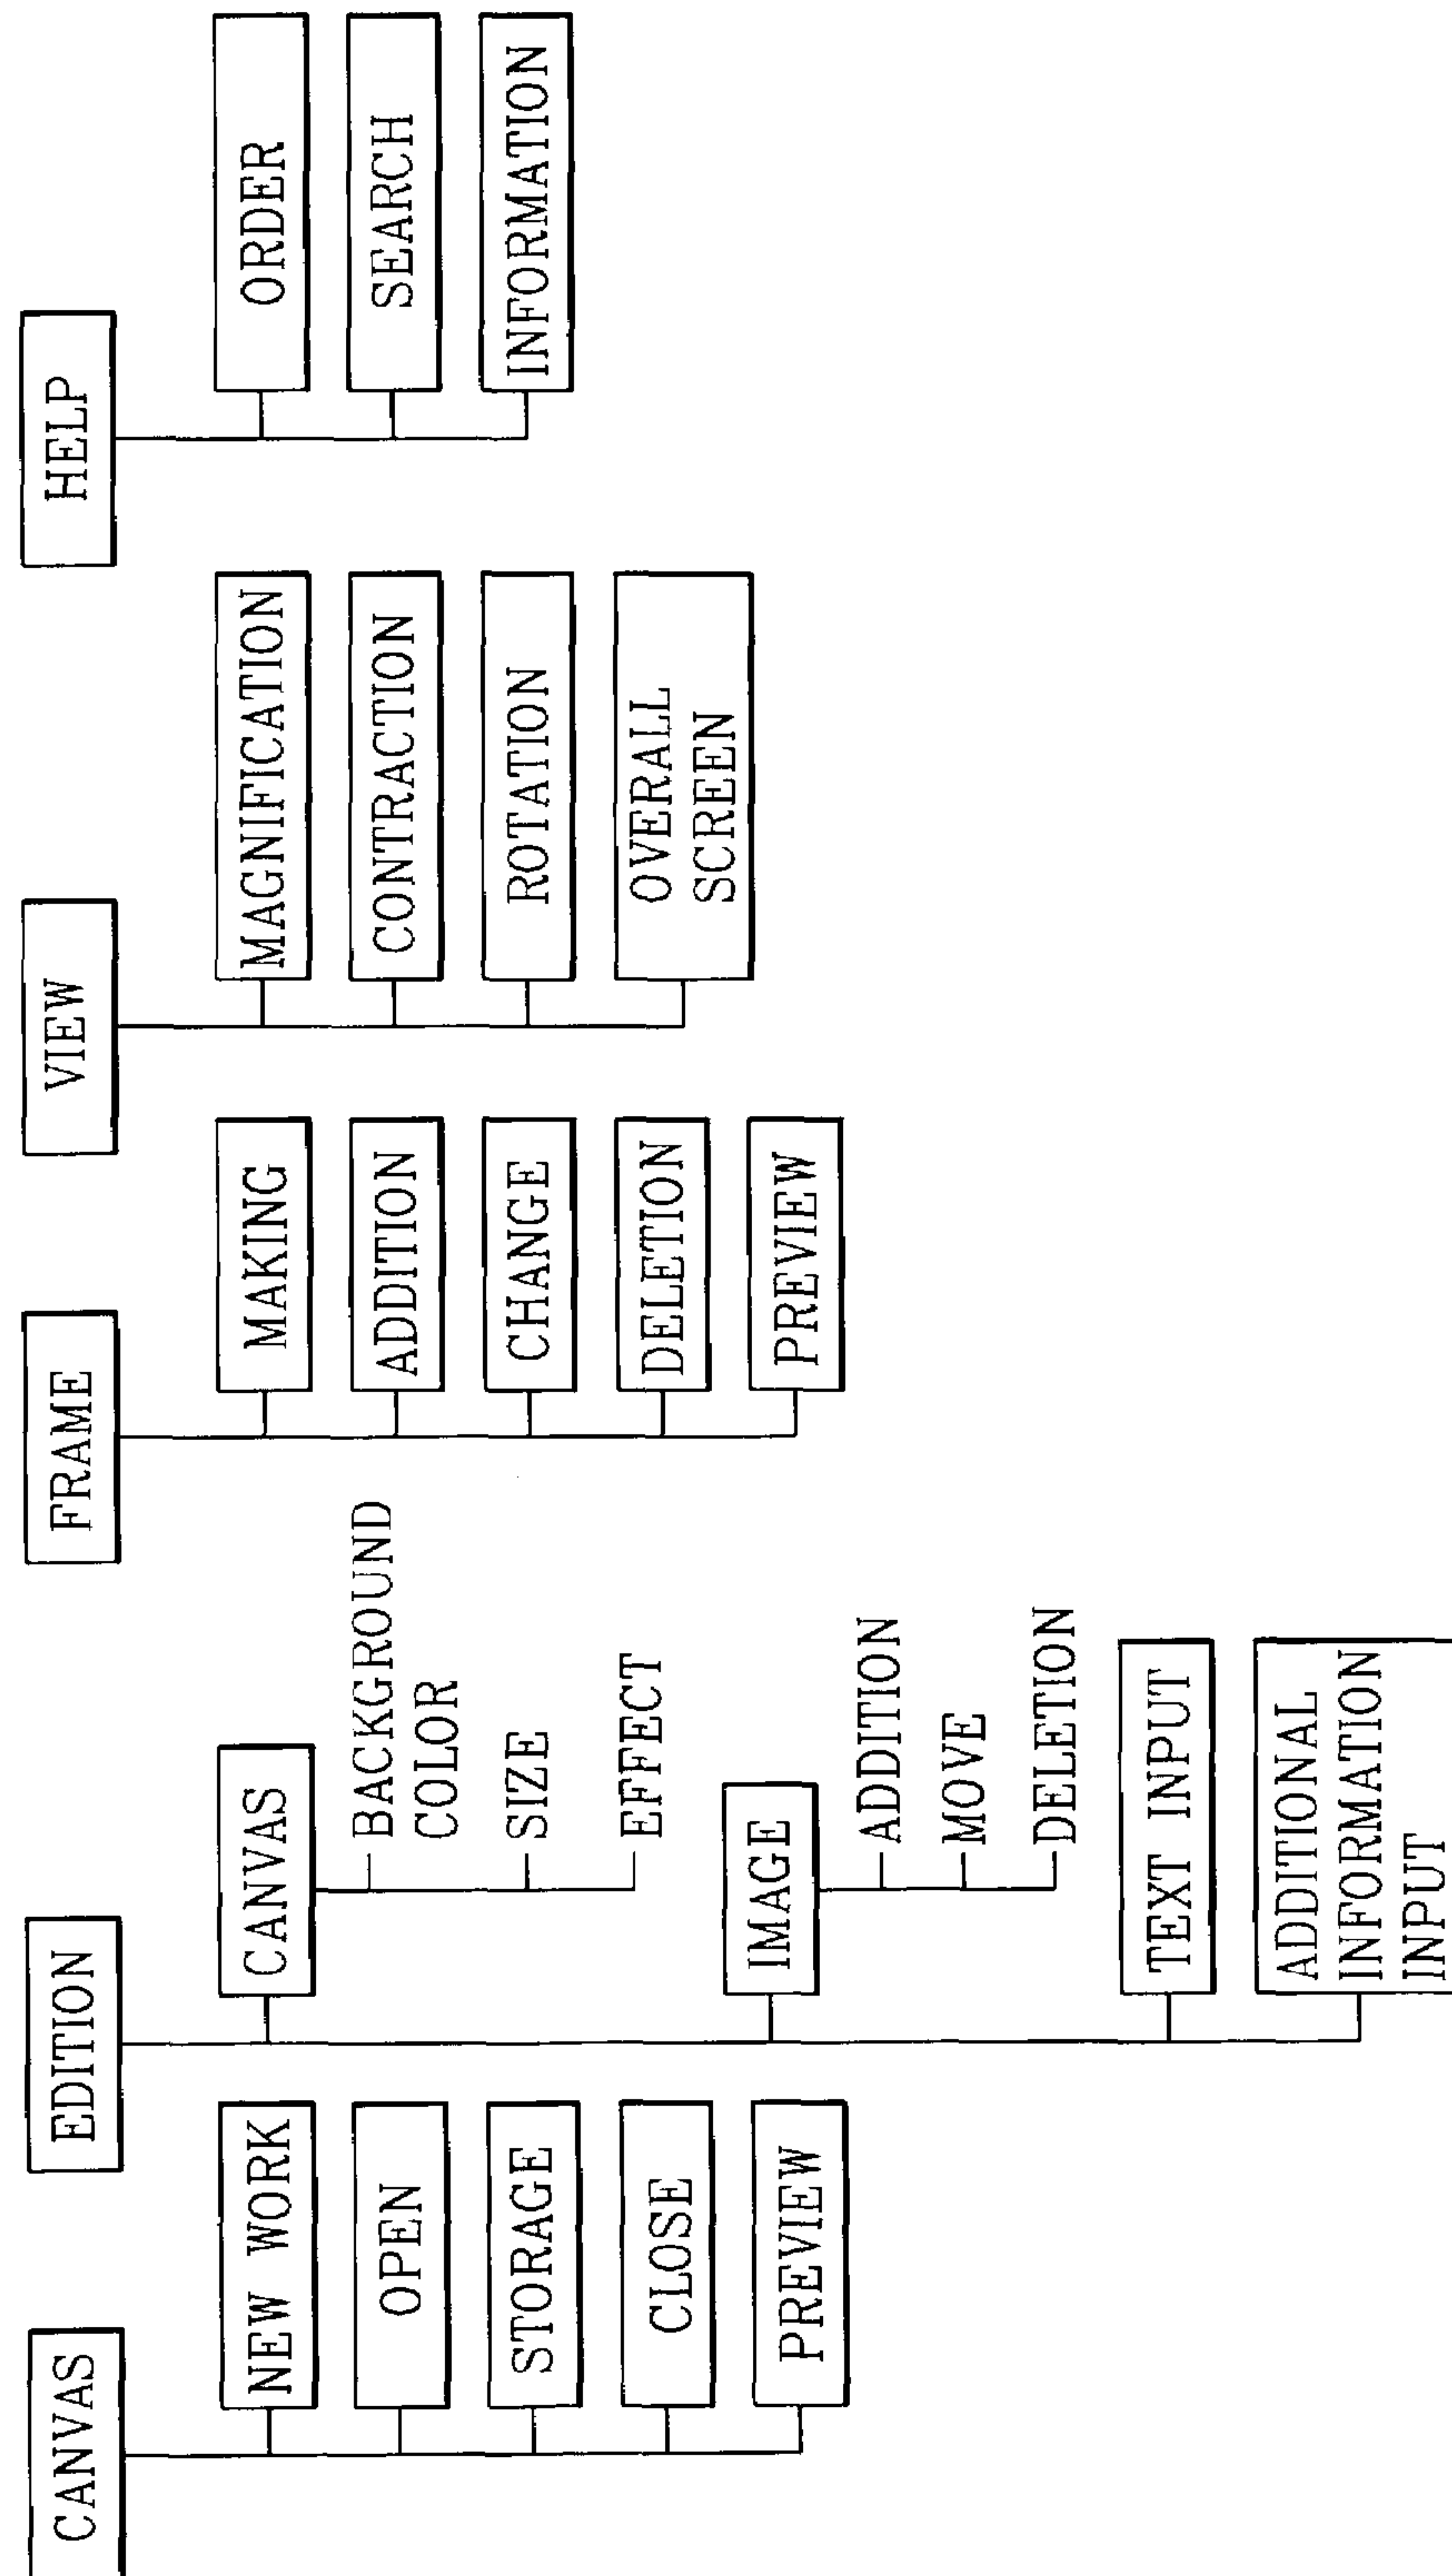 CANVAS
NEW WORK
OPEN
STORAGE
CLOSE
PREVIEW
EDITION
CANVAS
BACKGROUND
COLOR
SIZE
EFFECT
IMAGE
ADDITION
MOVE
DELETION
TEXT INPUT
ADDITIONAL
INFORMATION
INPUT
FRAME
MAKING
ADDITION
CHANGE
DELETION
PREVIEW
VIEW
MAGNIFICATION
CONTRACTION
ROTATION
OVERALL
SCREEN
HELP
ORDER
SEARCH
INFORMATION